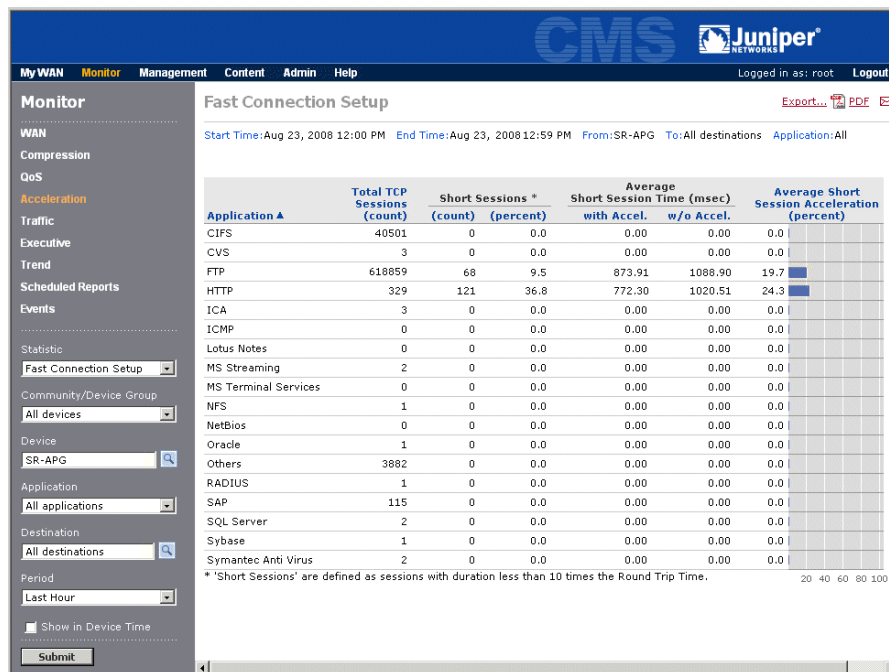 CMS
Juniper®
NETWORKS
My WAN Monitor Management Content Admin Help Logged in as: root Logout
Monitor
WAN
Compression
QoS
Acceleration
Traffic
Executive
Trend
Scheduled Reports
Events
Statistic
Fast Connection Setup
Community/Device Group
All devices
Device
SR-APG
Application
All applications
Destination
All destinations
Period
Last Hour
Show in Device Time
Submit
Fast Connection Setup
Export... PDF
Start Time:Aug 23, 2008 12:00 PM End Time:Aug 23, 2008 12:59 PM From:SR-APG To:All destinations Application:All
Application Total TCP Sessions (count) Short Sessions * (count) (percent) Average Short Session Time (msec) with Accel. w/o Accel. Average Short Session Acceleration (percent)
CIFS 40501 0 0.0 0.00 0.00 0.0
CVS 3 0 0.0 0.00 0.00 0.0
FTP 618859 68 9.5 873.91 1088.90 19.7
HTTP 329 121 36.8 772.30 1020.51 24.3
ICA 3 0 0.0 0.00 0.00 0.0
ICMP 0 0 0.0 0.00 0.00 0.0
Lotus Notes 0 0 0.0 0.00 0.00 0.0
MS Streaming 2 0 0.0 0.00 0.00 0.0
MS Terminal Services 0 0 0.0 0.00 0.00 0.0
NFS 1 0 0.0 0.00 0.00 0.0
NetBios 0 0 0.0 0.00 0.00 0.0
Oracle 1 0 0.0 0.00 0.00 0.0
Others 3882 0 0.0 0.00 0.00 0.0
RADIUS 1 0 0.0 0.00 0.00 0.0
SAP 115 0 0.0 0.00 0.00 0.0
SQL Server 2 0 0.0 0.00 0.00 0.0
Sybase 1 0 0.0 0.00 0.00 0.0
Symantec Anti Virus 2 0 0.0 0.00 0.00 0.0
* 'Short Sessions' are defined as sessions with duration less than 10 times the Round Trip Time.
20 40 60 80 100